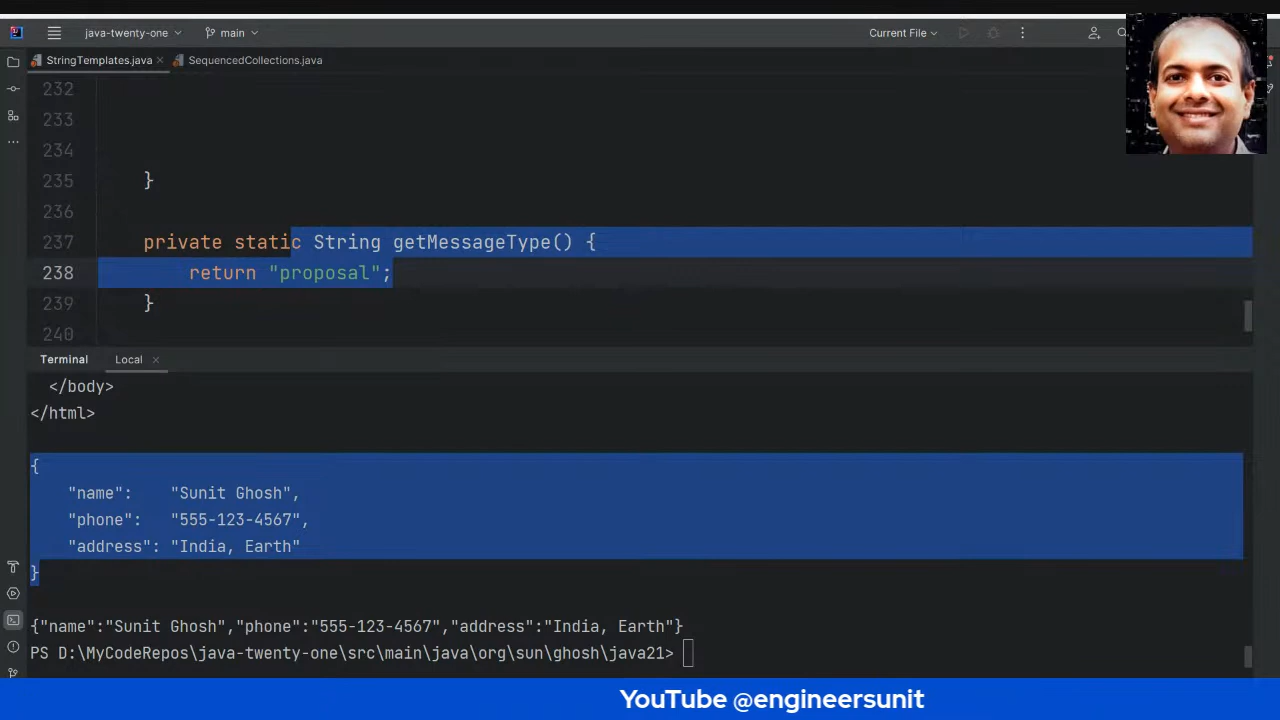 java-twenty-one
main
Current File
StringTemplates.java
SequencedCollections.java
232
233
234
235 }
236
237 private static String getMessageType() {
238 return "proposal";
239 }
240
Terminal
Local
</body>
</html>
{
"name": "Sunit Ghosh",
"phone": "555-123-4567",
"address": "India, Earth"
}
{"name":"Sunit Ghosh","phone":"555-123-4567","address":"India, Earth"}
PS D:\MyCodeRepos\java-twenty-one\src\main\java\org\sun\ghosh\java21>
YouTube @engineersunit